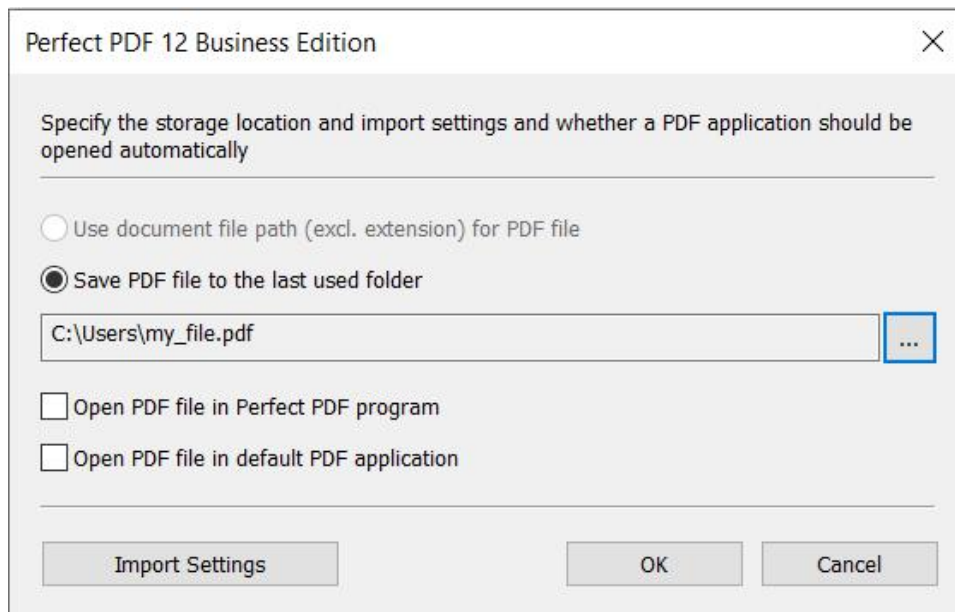 Perfect PDF 12 Business Edition
Specify the storage location and import settings and whether a PDF application should be
opened automatically
Use document file path (excl. extension) for PDF file
Save PDF file to the last used folder
C:\Users\my_file.pdf
...
Open PDF file in Perfect PDF program
Open PDF file in default PDF application
Import Settings
OK
Cancel